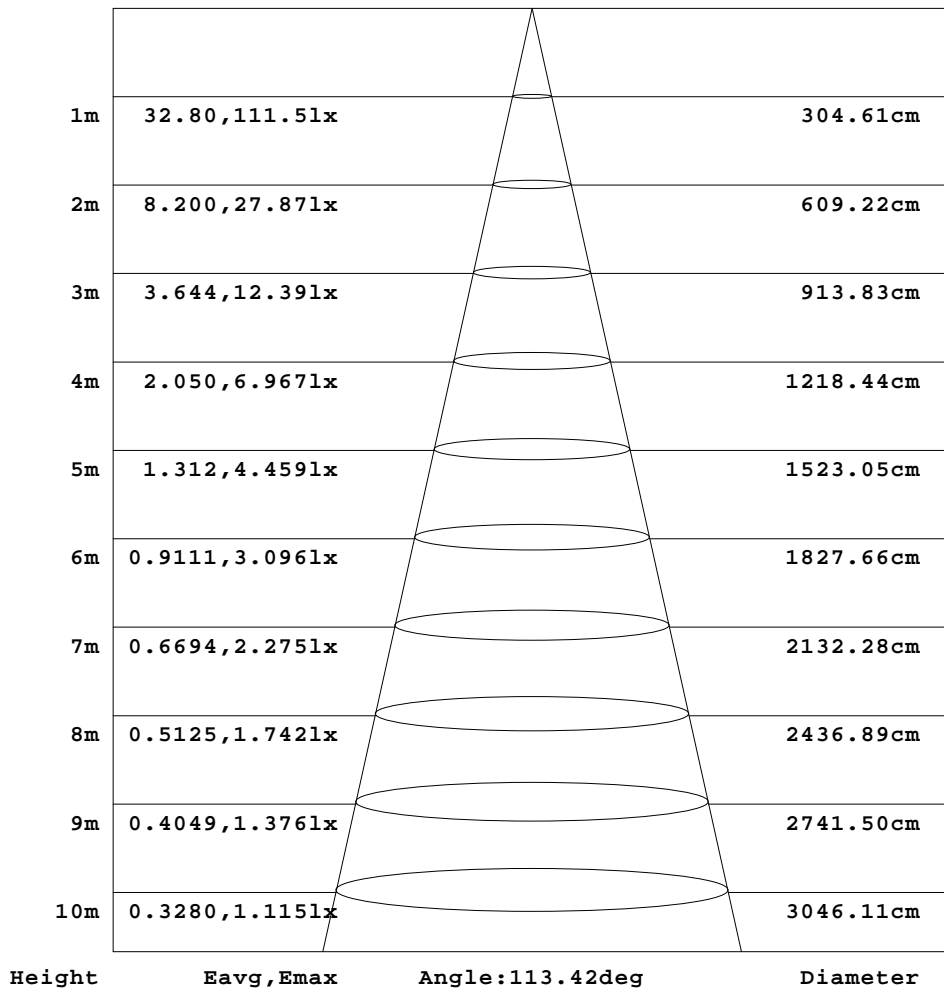 1m 32.80,111.5lx 304.61cm
2m 8.200,27.87lx 609.22cm
3m 3.644,12.39lx 913.83cm
4m 2.050,6.967lx 1218.44cm
5m 1.312,4.459lx 1523.05cm
6m 0.9111,3.096lx 1827.66cm
7m 0.6694,2.275lx 2132.28cm
8m 0.5125,1.742lx 2436.89cm
9m 0.4049,1.376lx 2741.50cm
10m 0.3280,1.115lx 3046.11cm
Height Eavg,Emax Angle:113.42deg Diameter